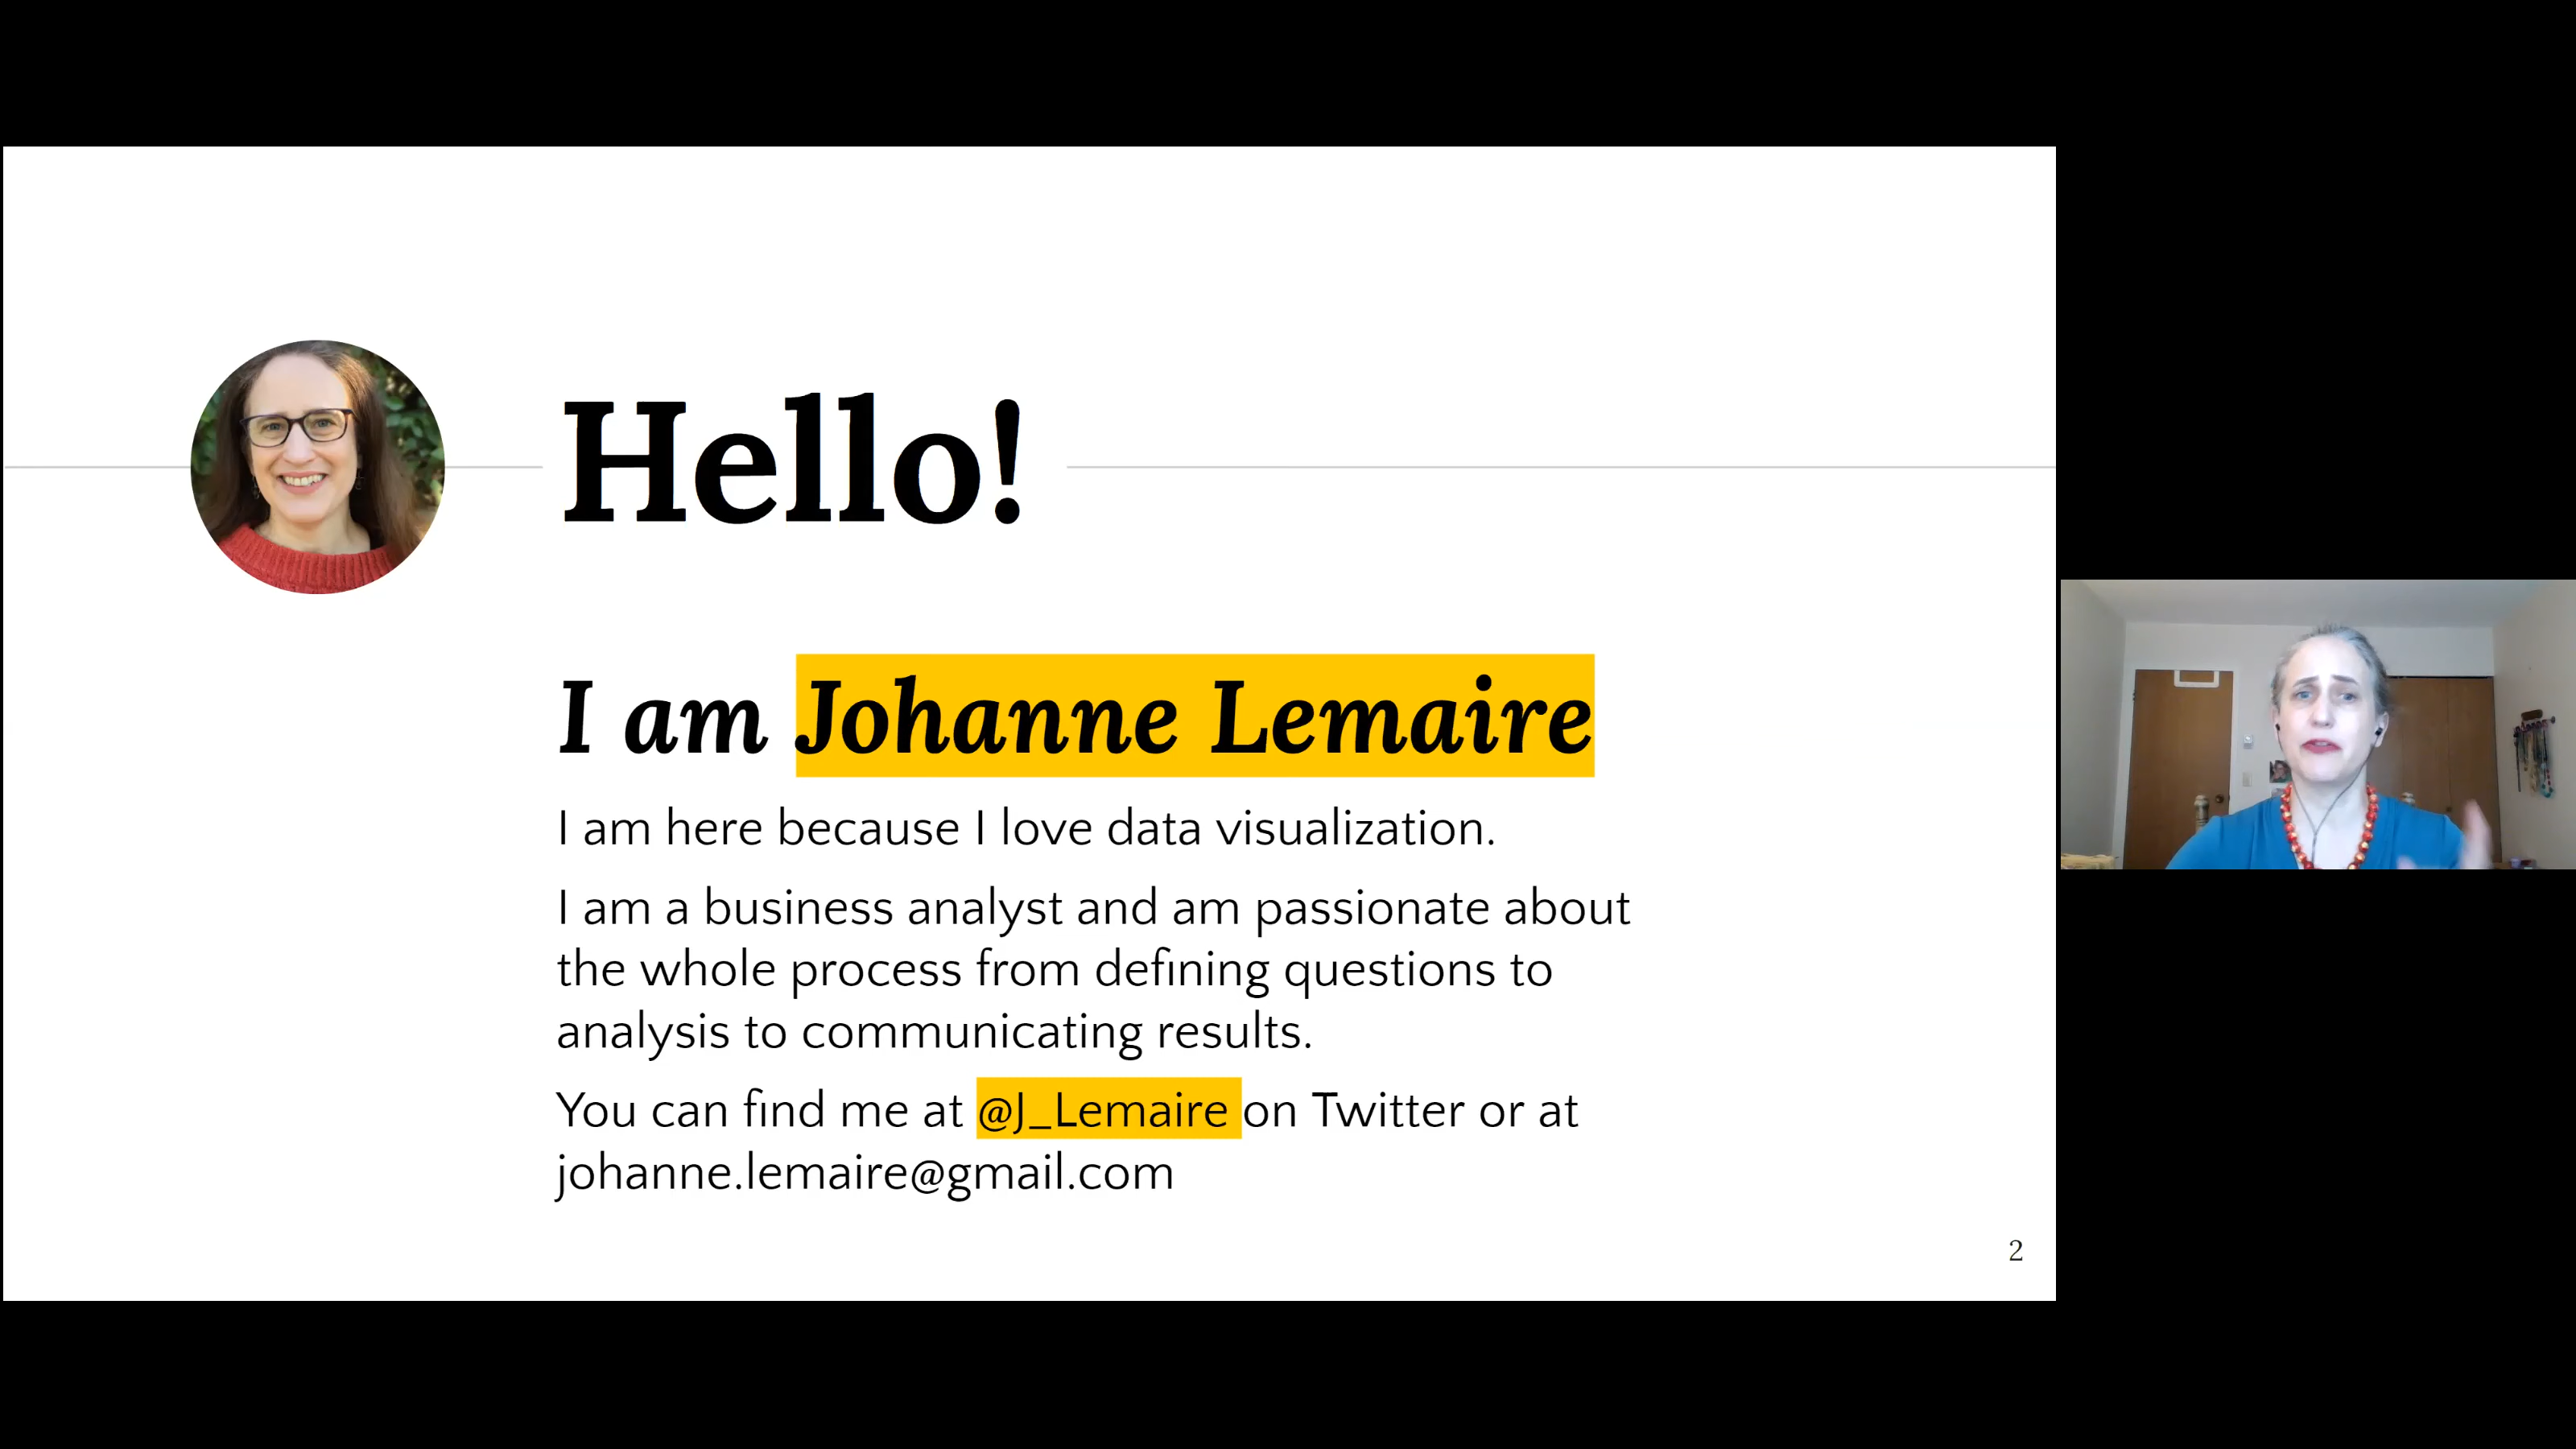 Hello!
I am Johanne Lemaire
I am here because I love data visualization.
I am a business analyst and am passionate about
the whole process from defining questions to
analysis to communicating results.
You can find me at @J_Lemaire on Twitter or at
johanne.lemaire@gmail.com
2